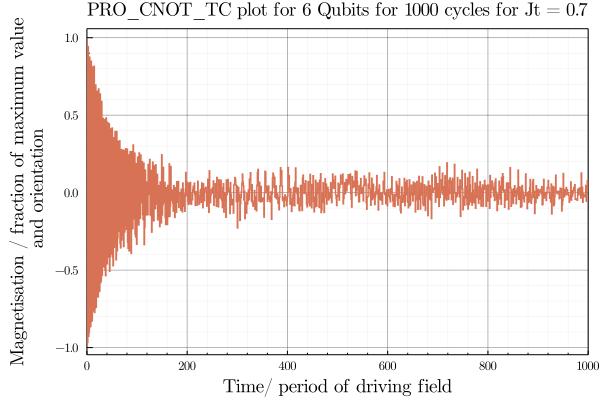 PRO_CNOT_TC plot for 6 Qubits for 1000 cycles for Jt = 0.7
Magnetisation / fraction of maximum value
and orientation
1.0
0.5
0.0
−0.5
−1.0
0 200 400 600 800 1000
Time/ period of driving field